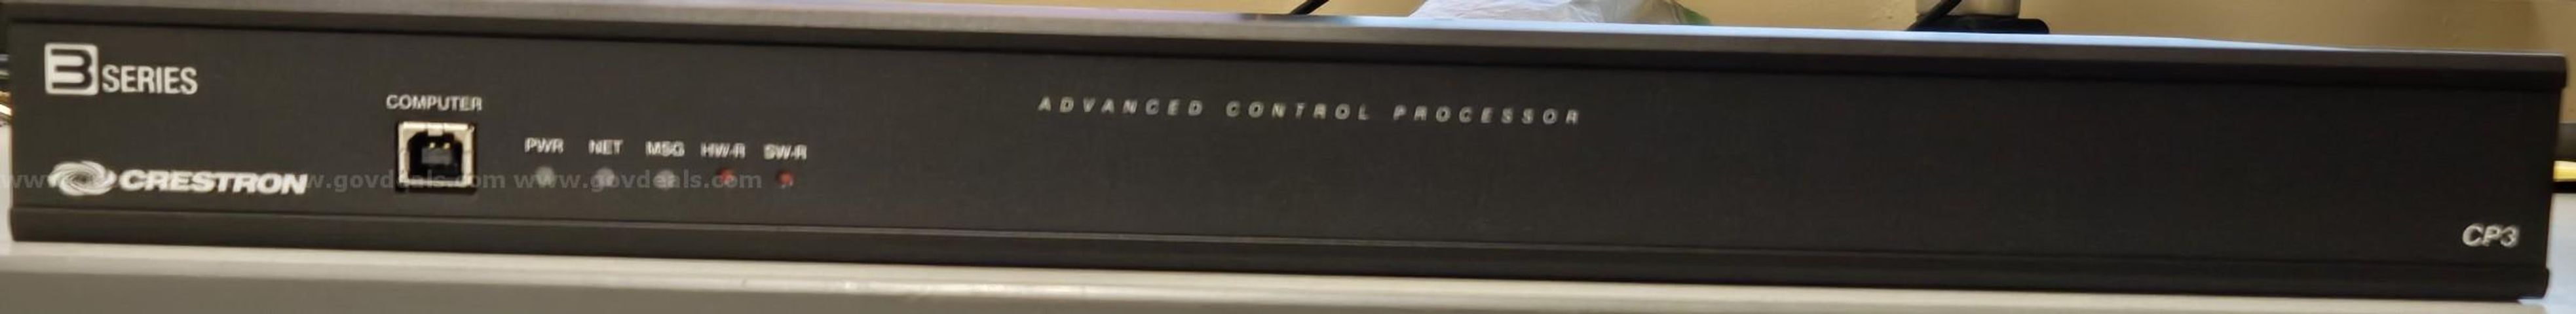 3 SERIES
COMPUTER
ADVANCED CONTROL PROCESSOR
PWR NET MSG HW-R SW-R
CRESTRON
www.govdeals.com www.govdeals.com
CP3